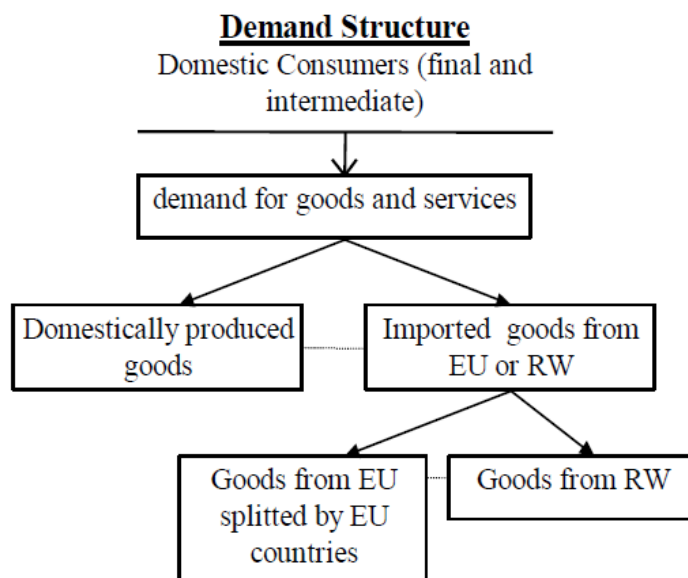 Demand Structure
Domestic Consumers (final and
intermediate)
demand for goods and services
Domestically produced
goods
Imported goods from
EU or RW
Goods from EU
splitted by EU
countries
Goods from RW